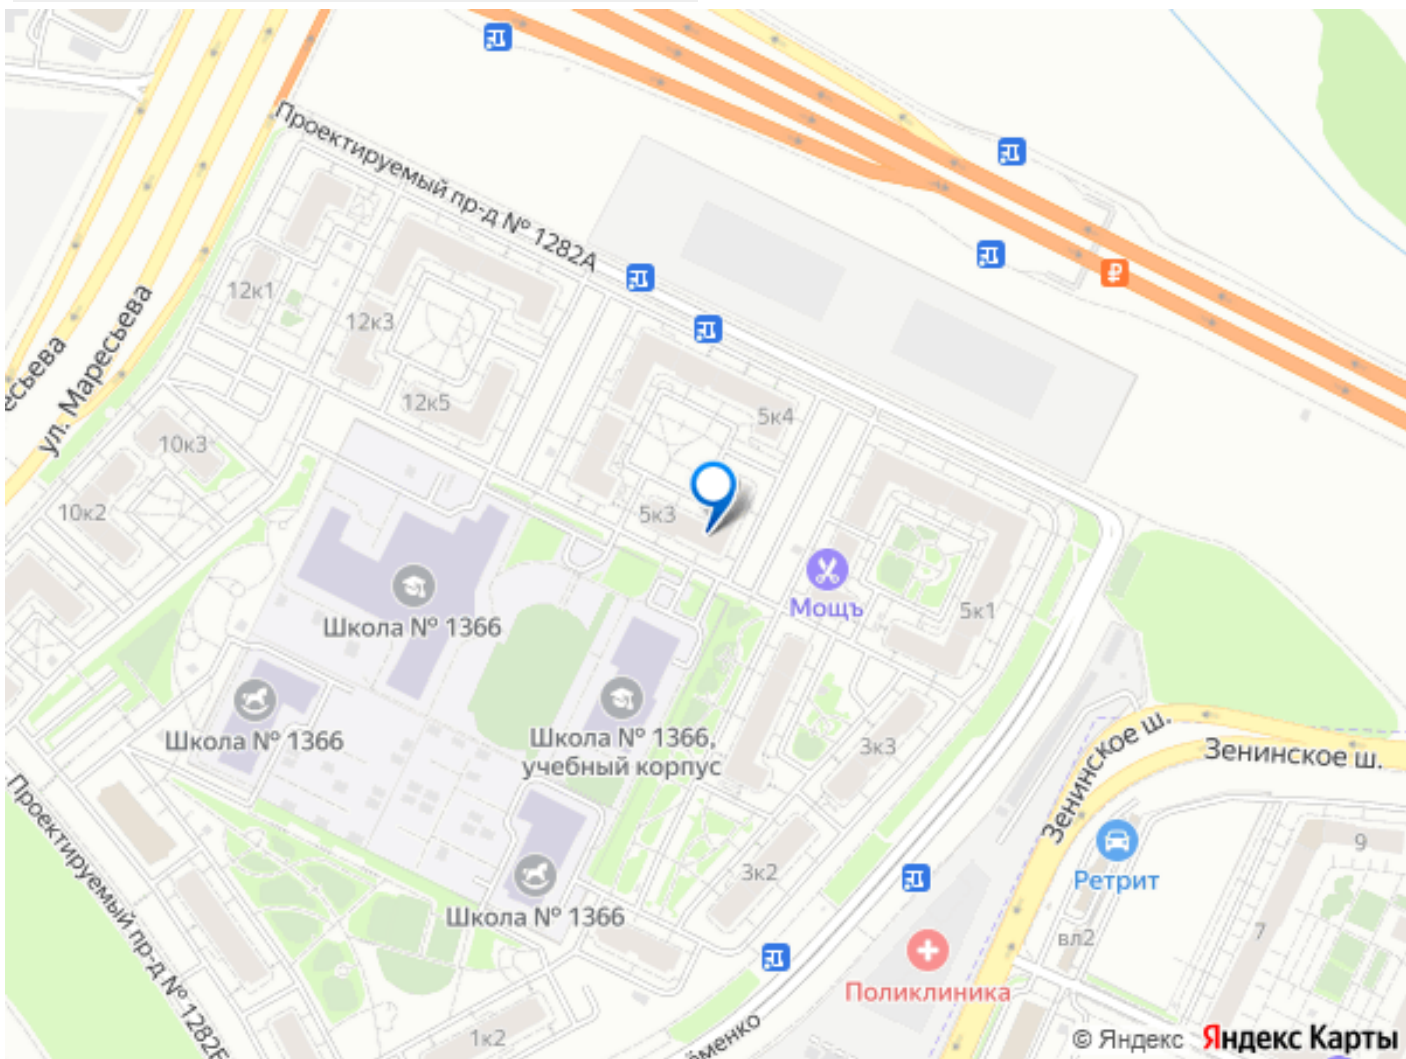 Проектируемый пр-д № 1282А
12к1
12к3
ул. Маресьева
12к5
5к4
10к3
10к2
5к3
Мощъ
5к1
Школа № 1366
Школа № 1366
Школа № 1366,
учебный корпус
3к3
Зенинское ш.
Зенинское ш.
Проектируемый пр-д № 1282Б
3к2
Ретрит
9
Школа № 1366
вл2
7
Поликлиника
1к2
© Яндекс Яндекс Карты